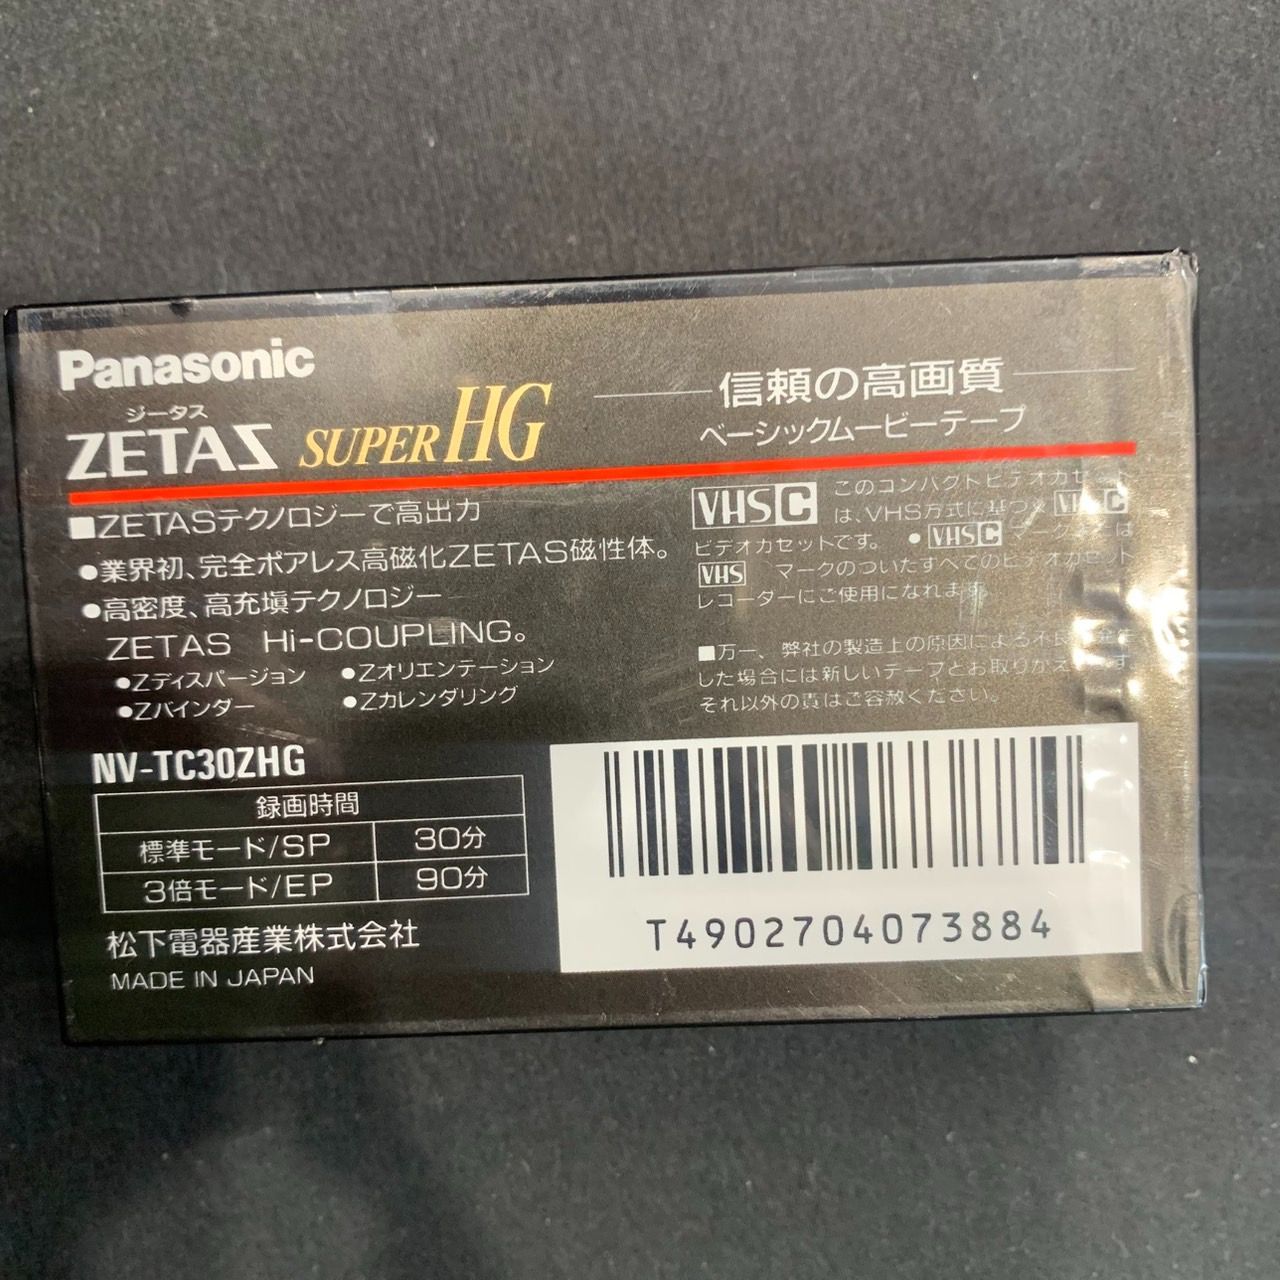 Panasonic
ジータス
ZETAS SUPER HG
信頼の高画質
ベーシックムービーテープ
■ZETASテクノロジーで高出力
●業界初、完全ポアレス高磁化ZETAS磁性体。
●高密度、高充塡テクノロジー
ZETAS Hi-COUPLING。
●Zディスパージョン ●Zオリエンテーション
●Zバインダー ●Zカレンダリング
VHSC このコンパクトビデオカセット
は、VHS方式に基づく VHSC
ビデオカセットです。 ●VHSC マーク
VHS マークのついたすべてのビデオカセット
レコーダーにご使用になれます。
■万一、弊社の製造上の原因による不良が発生
した場合には新しいテープとお取りかえします
それ以外の責はご容赦ください。
NV-TC30ZHG
録画時間
標準モード/SP 30分
3倍モード/EP 90分
松下電器産業株式会社
MADE IN JAPAN
T4902704073884